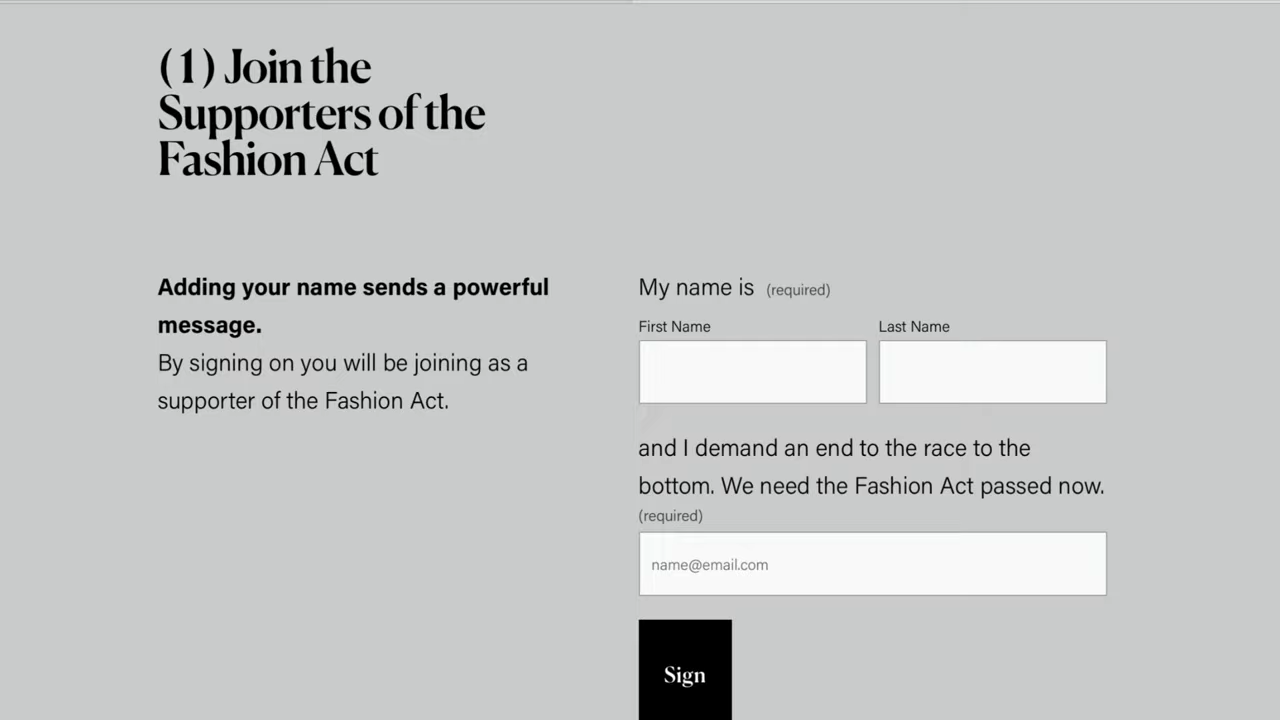 (1) Join the
Supporters of the
Fashion Act
Adding your name sends a powerful
message.
By signing on you will be joining as a
supporter of the Fashion Act.
My name is (required)
First Name
Last Name
and I demand an end to the race to the
bottom. We need the Fashion Act passed now.
(required)
name@email.com
Sign